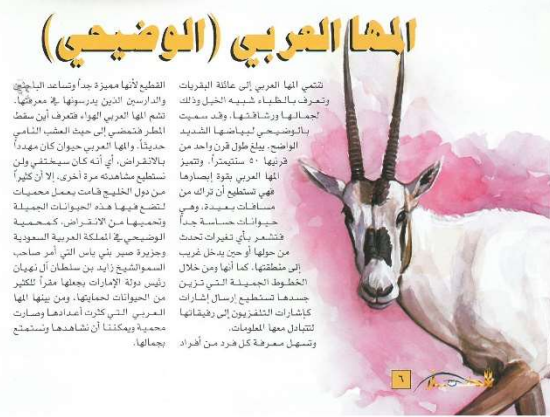 المها العربي (الوضيحي)
تنتمي المها العربي إلى عائلة البقريات
وتعرف بالظباء شبيه الخيل وذلك
لجمالها ورشاقتها. وقد سميت
بالوضيحي لبياضها الشديد
الواضح. يبلغ طول قرن واحد من
قرنيها ٥٠ سنتيمتراً. وتتميز
المها العربي بقوة إبصارها
فهي تستطيع أن تراك من
مسافات بعيدة. وهي
حيوانات حساسة جداً
فتشعر بأي تغيرات تحدث
من حولها أو حين يدخل غريب
إلى منطقتها. كما أنها ومن خلال
الخطوط الجميلة التي تزين
جسدها تستطيع إرسال إشارات
كإشارات التلفزيون إلى رفيقاتها
لتتبادل معها المعلومات.
وتسهل معرفة كل فرد من أفراد
القطيع لأنها مميزة جداً وتساعد الباحثين
والدارسين الذين يدرسونها في معرفتها.
تشم المها العربي الهواء فتعرف أين سقط
المطر فتمضي إلى حيث العشب النامي
حديثاً. والمها العربي حيوان كان مهدداً
بالانقراض، أي أنه كان سيختفي ولن
نستطيع مشاهدته مرة أخرى، إلا أن كثيراً
من دول الخليج قامت بعمل محميات
لتضع فيها هذه الحيوانات الجميلة
وتحميها من الانقراض، كمحمية
الوضيحي في المملكة العربية السعودية
وجزيرة صير بني ياس التي أمر صاحب
السمو الشيخ زايد بن سلطان آل نهيان
رئيس دولة الإمارات بجعلها مقراً للكثير
من الحيوانات لحمايتها. ومن بينها المها
العربي التي كثرت أعدادها وصارت
محمية ويمكننا أن نشاهدها ونستمتع
بجمالها.
٦